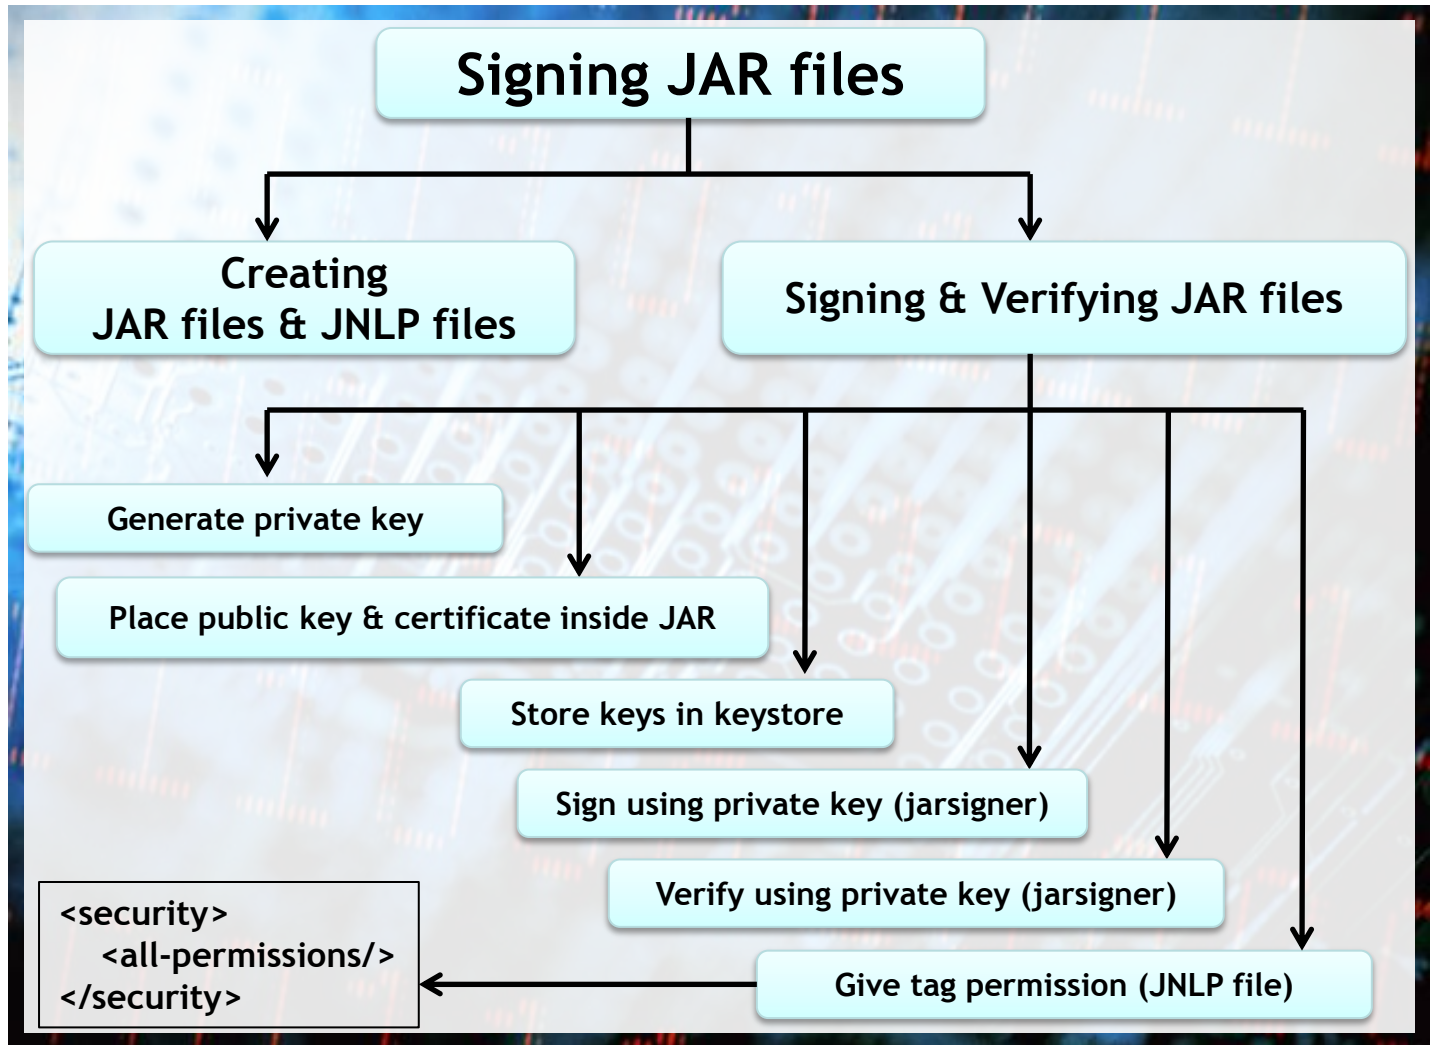 Signing JAR files
Creating
JAR files & JNLP files
Signing & Verifying JAR files
Generate private key
Place public key & certificate inside JAR
Store keys in keystore
Sign using private key (jarsigner)
Verify using private key (jarsigner)
Give tag permission (JNLP file)
<security>
<all-permissions/>
</security>